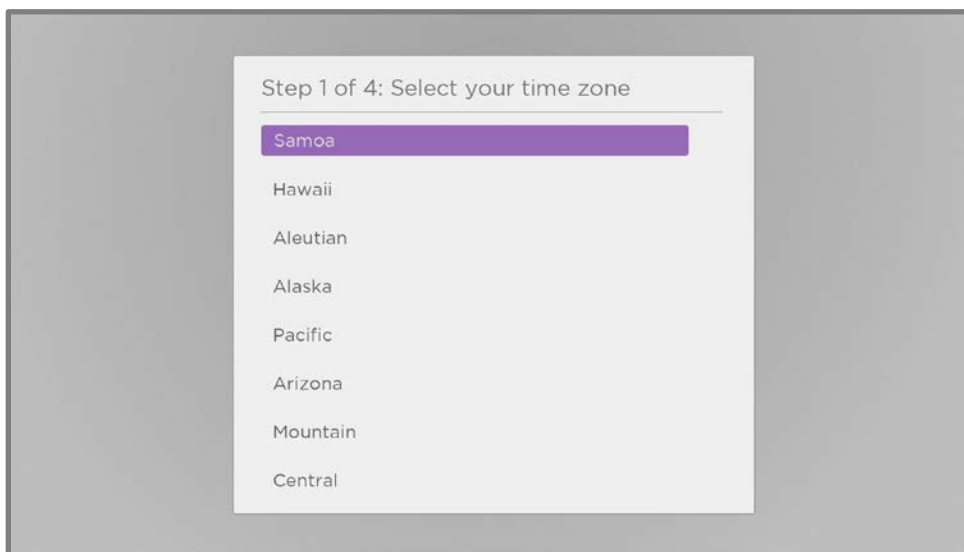 Step 1 of 4: Select your time zone
Samoa
Hawaii
Aleutian
Alaska
Pacific
Arizona
Mountain
Central